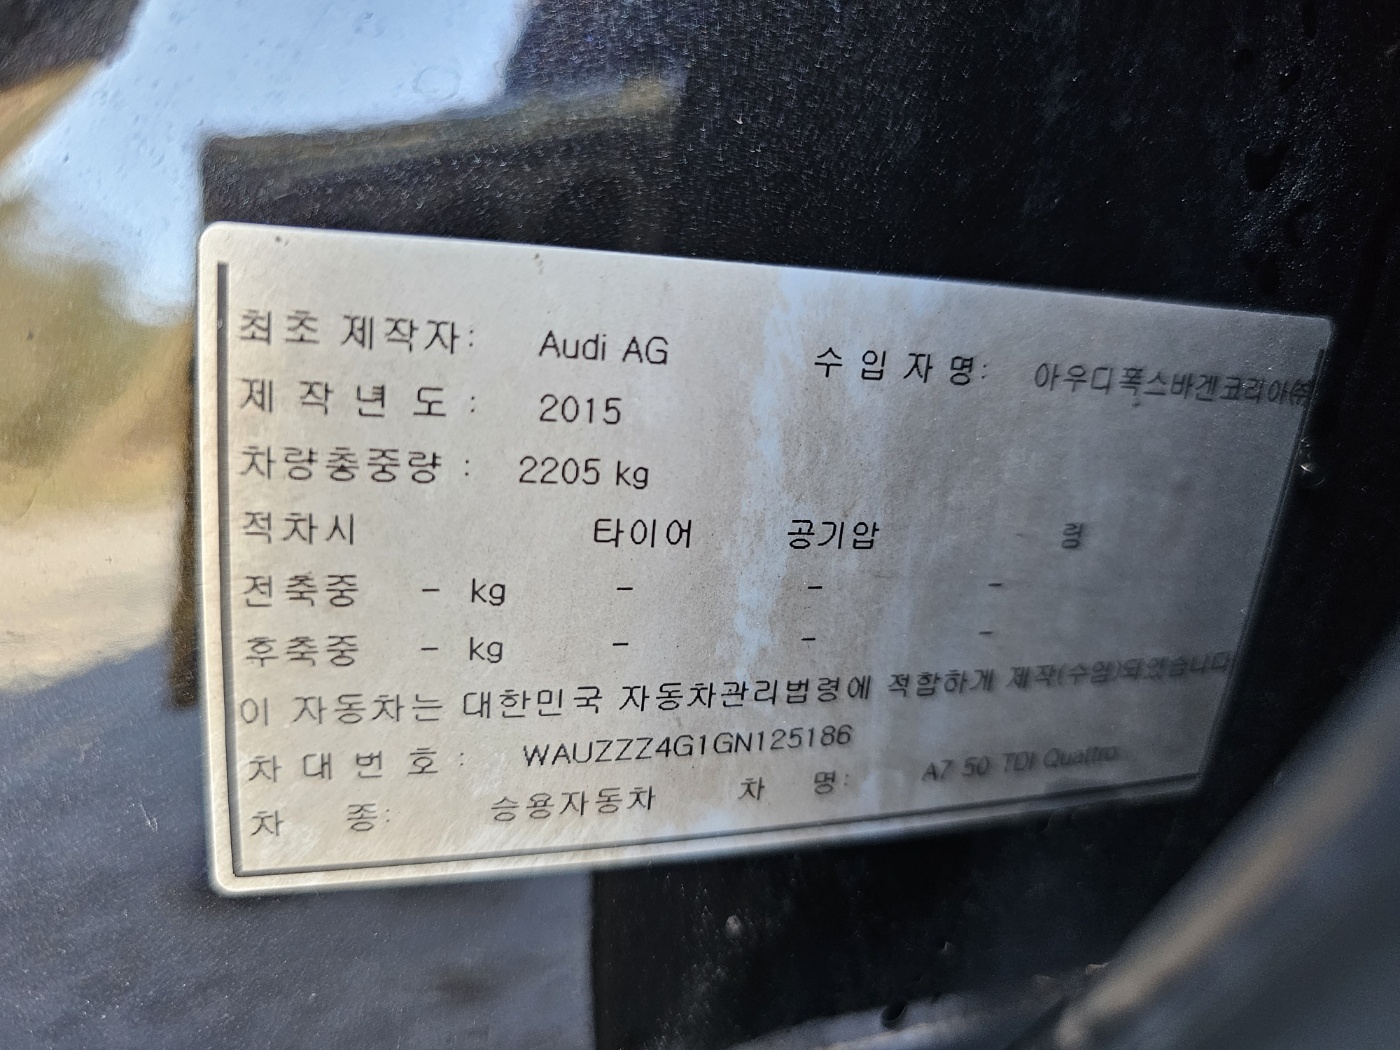 최초 제작자: Audi AG 수입자명: 아우디폭스바겐코리아㈜
제작년도: 2015
차량총중량: 2205 kg
적차시 타이어 공기압 령
전축중 - kg - - -
후축중 - kg - - -
이 자동차는 대한민국 자동차관리법령에 적합하게 제작(수입)되었습니다
차대번호: WAUZZZ4G1GN125186
차 종: 승용자동차 차 명: A7 50 TDI Quattro